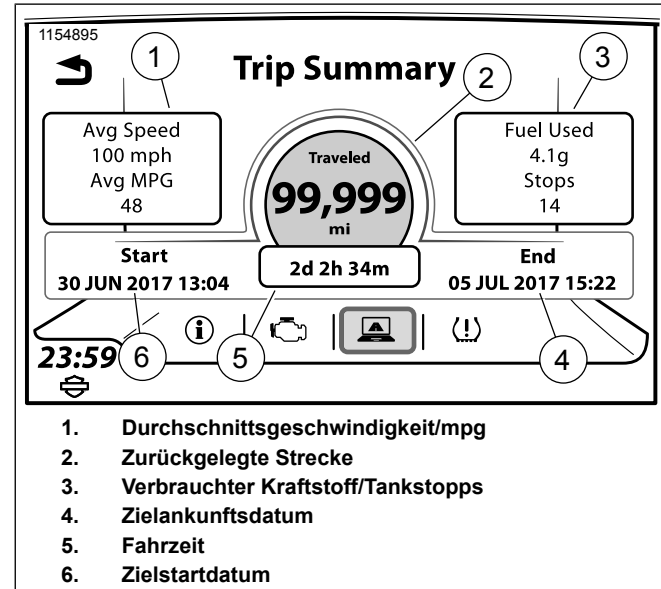 1154895
1
Trip Summary
2
3
Avg Speed
100 mph
Avg MPG
48
Traveled
99,999
mi
Fuel Used
4.1g
Stops
14
Start
30 JUN 2017 13:04
2d 2h 34m
End
05 JUL 2017 15:22
23:59
6
5
4
1. Durchschnittsgeschwindigkeit/mpg
2. Zurückgelegte Strecke
3. Verbrauchter Kraftstoff/Tankstopps
4. Zielankunftsdatum
5. Fahrzeit
6. Zielstartdatum